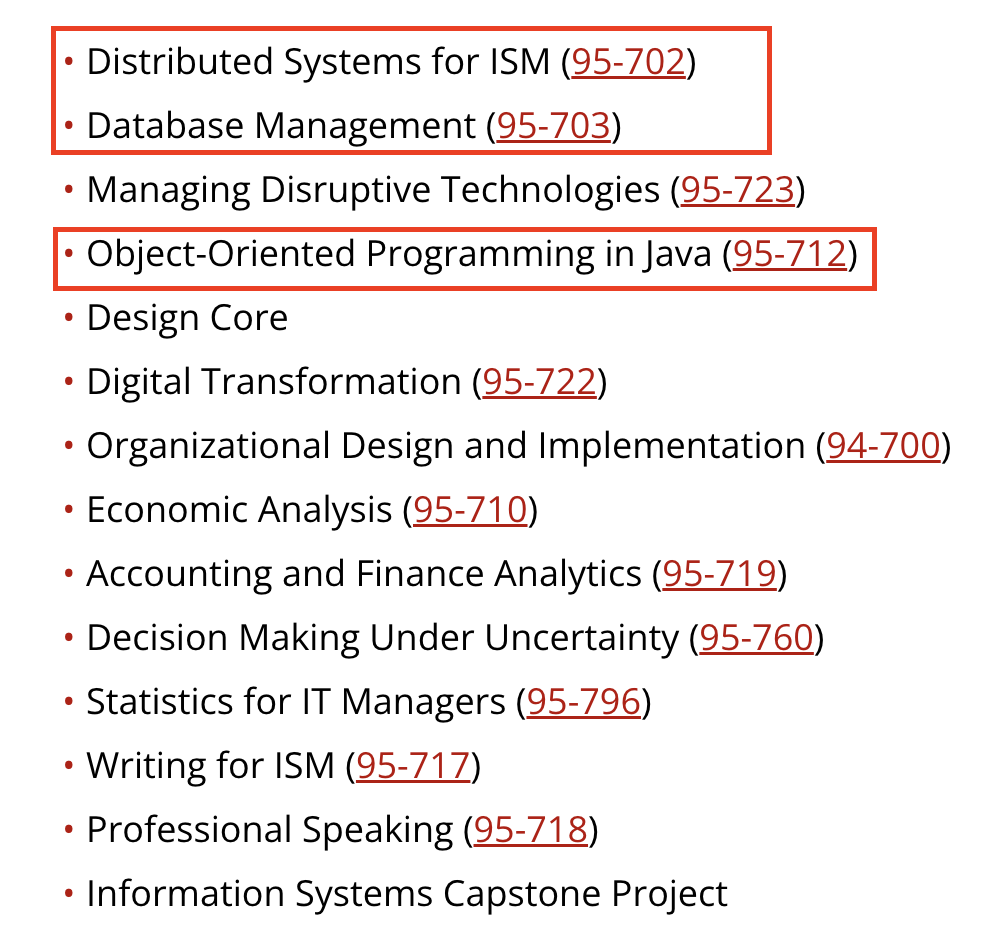 • Distributed Systems for ISM (95-702)
• Database Management (95-703)
• Managing Disruptive Technologies (95-723)
• Object-Oriented Programming in Java (95-712)
• Design Core
• Digital Transformation (95-722)
• Organizational Design and Implementation (94-700)
• Economic Analysis (95-710)
• Accounting and Finance Analytics (95-719)
• Decision Making Under Uncertainty (95-760)
• Statistics for IT Managers (95-796)
• Writing for ISM (95-717)
• Professional Speaking (95-718)
• Information Systems Capstone Project